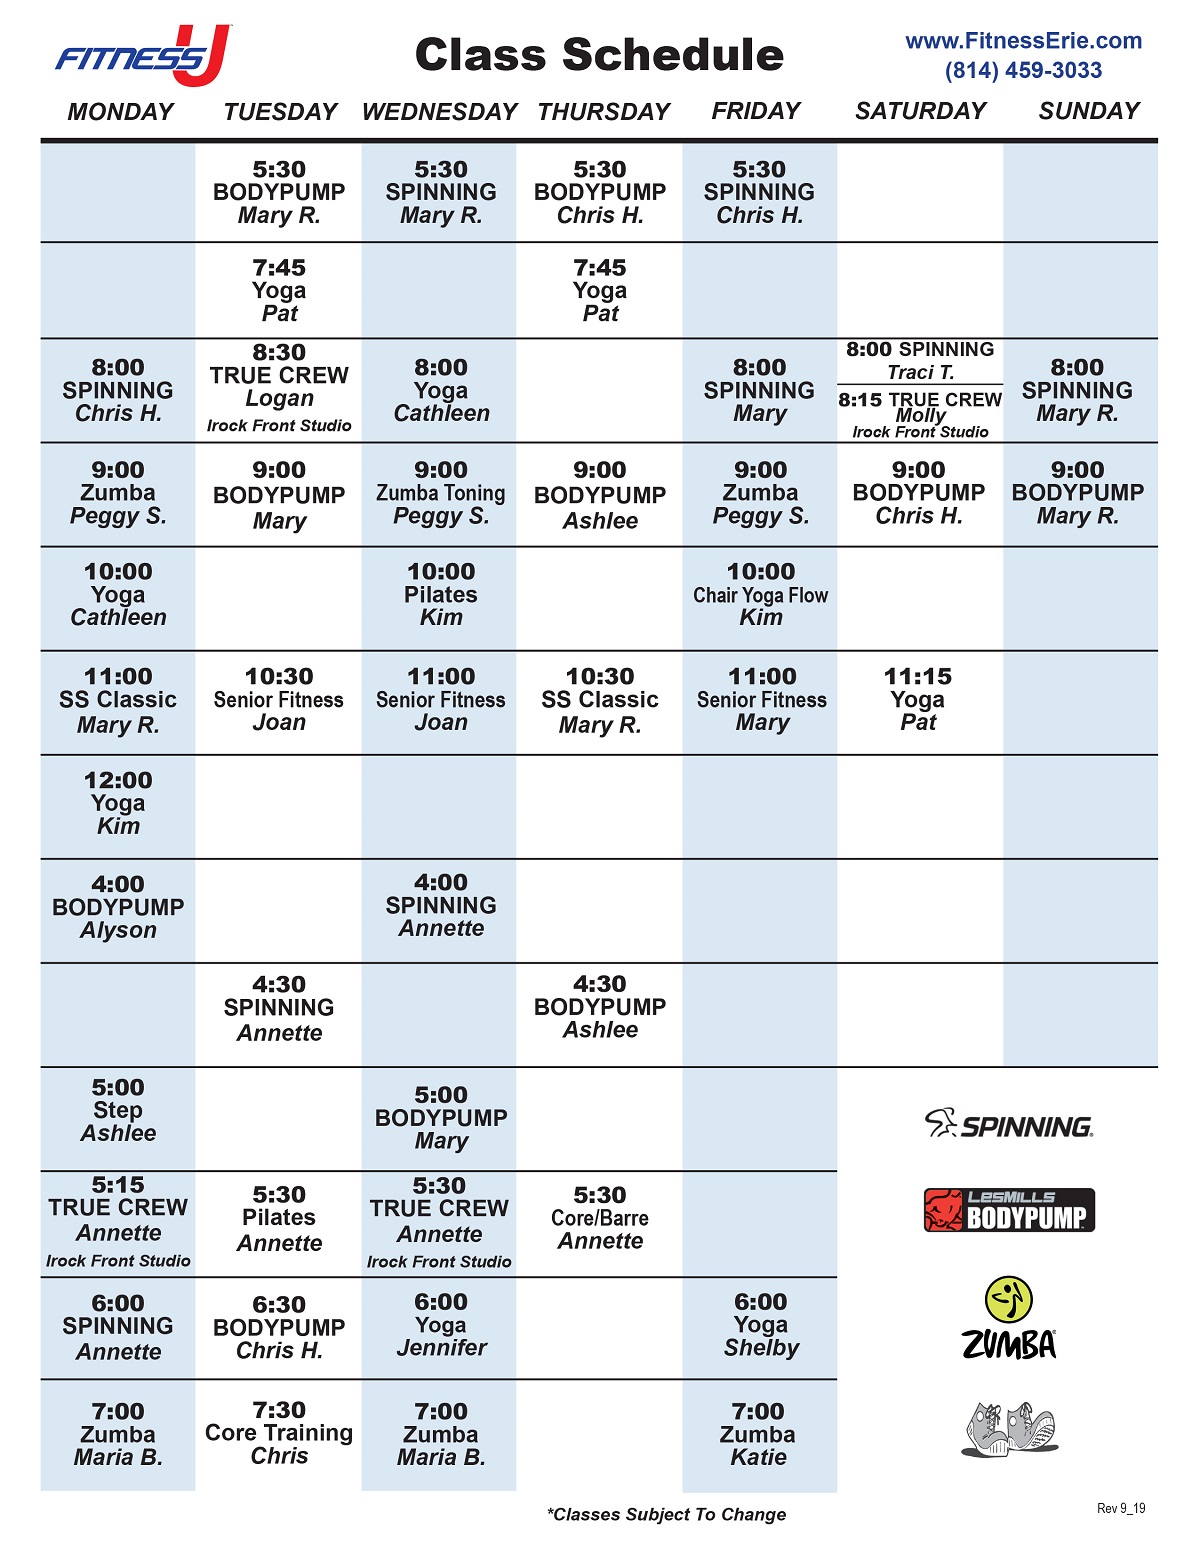 FITNESS U
Class Schedule
www.FitnessErie.com
(814) 459-3033
MONDAY TUESDAY WEDNESDAY THURSDAY FRIDAY SATURDAY SUNDAY
5:30
BODYPUMP
Mary R.
5:30
SPINNING
Mary R.
5:30
BODYPUMP
Chris H.
5:30
SPINNING
Chris H.
7:45
Yoga
Pat
7:45
Yoga
Pat
8:00
SPINNING
Chris H.
8:30
TRUE CREW
Logan
Irock Front Studio
8:00
Yoga
Cathleen
8:00
SPINNING
Mary
8:00 SPINNING
Traci T.
8:15 TRUE CREW
Molly
Irock Front Studio
8:00
SPINNING
Mary R.
9:00
Zumba
Peggy S.
9:00
BODYPUMP
Mary
9:00
Zumba Toning
Peggy S.
9:00
BODYPUMP
Ashlee
9:00
Zumba
Peggy S.
9:00
BODYPUMP
Chris H.
9:00
BODYPUMP
Mary R.
10:00
Yoga
Cathleen
10:00
Pilates
Kim
10:00
Chair Yoga Flow
Kim
11:00
SS Classic
Mary R.
10:30
Senior Fitness
Joan
11:00
Senior Fitness
Joan
10:30
SS Classic
Mary R.
11:00
Senior Fitness
Mary
11:15
Yoga
Pat
12:00
Yoga
Kim
4:00
BODYPUMP
Alyson
4:00
SPINNING
Annette
4:30
SPINNING
Annette
4:30
BODYPUMP
Ashlee
5:00
Step
Ashlee
5:00
BODYPUMP
Mary
SPINNING®
5:15
TRUE CREW
Annette
Irock Front Studio
5:30
Pilates
Annette
5:30
TRUE CREW
Annette
Irock Front Studio
5:30
Core/Barre
Annette
LESMILLS
BODYPUMP
6:00
SPINNING
Annette
6:30
BODYPUMP
Chris H.
6:00
Yoga
Jennifer
6:00
Yoga
Shelby
ZUMBA
7:00
Zumba
Maria B.
7:30
Core Training
Chris
7:00
Zumba
Maria B.
7:00
Zumba
Katie
*Classes Subject To Change
Rev 9_19